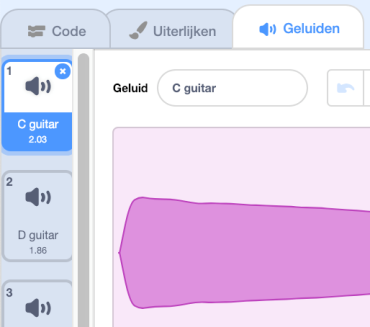 Code
Uiterlijken
Geluiden
1
C guitar
2.03
Geluid
C guitar
2
D guitar
1.86
3